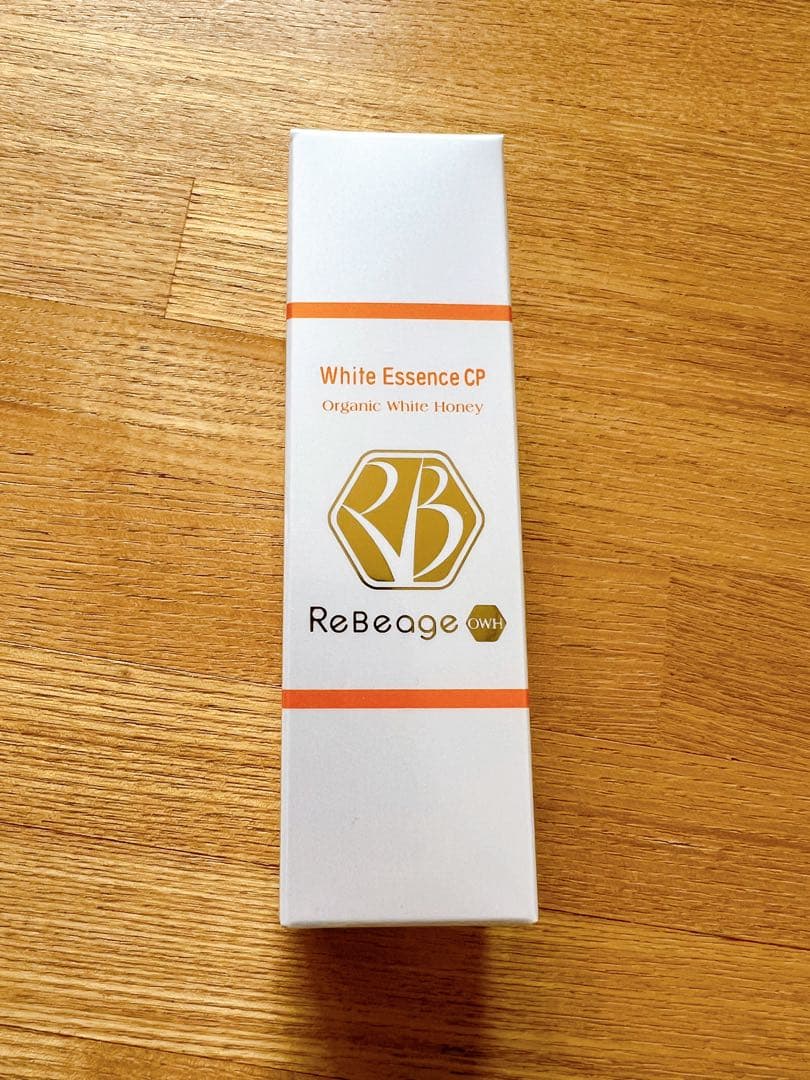 White Essence CP
Organic White Honey
RB
ReBeage OWH